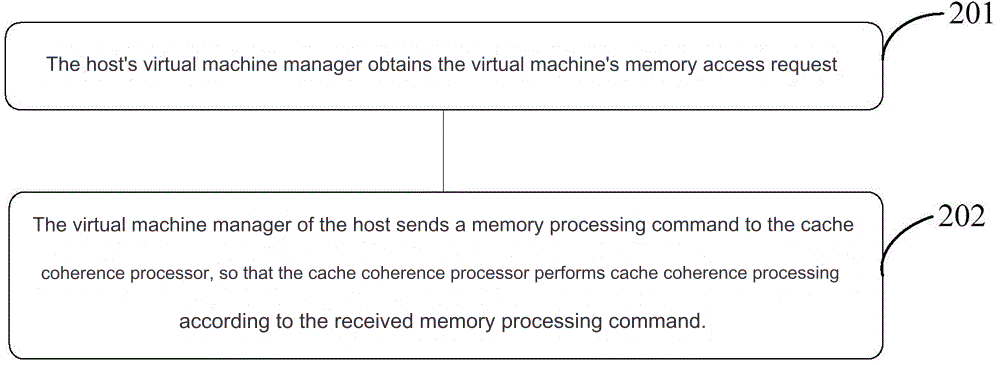 201
The host's virtual machine manager obtains the virtual machine's memory access request
The virtual machine manager of the host sends a memory processing command to the cache
202
coherence processor, so that the cache coherence processor performs cache coherence processing
according to the received memory processing command.